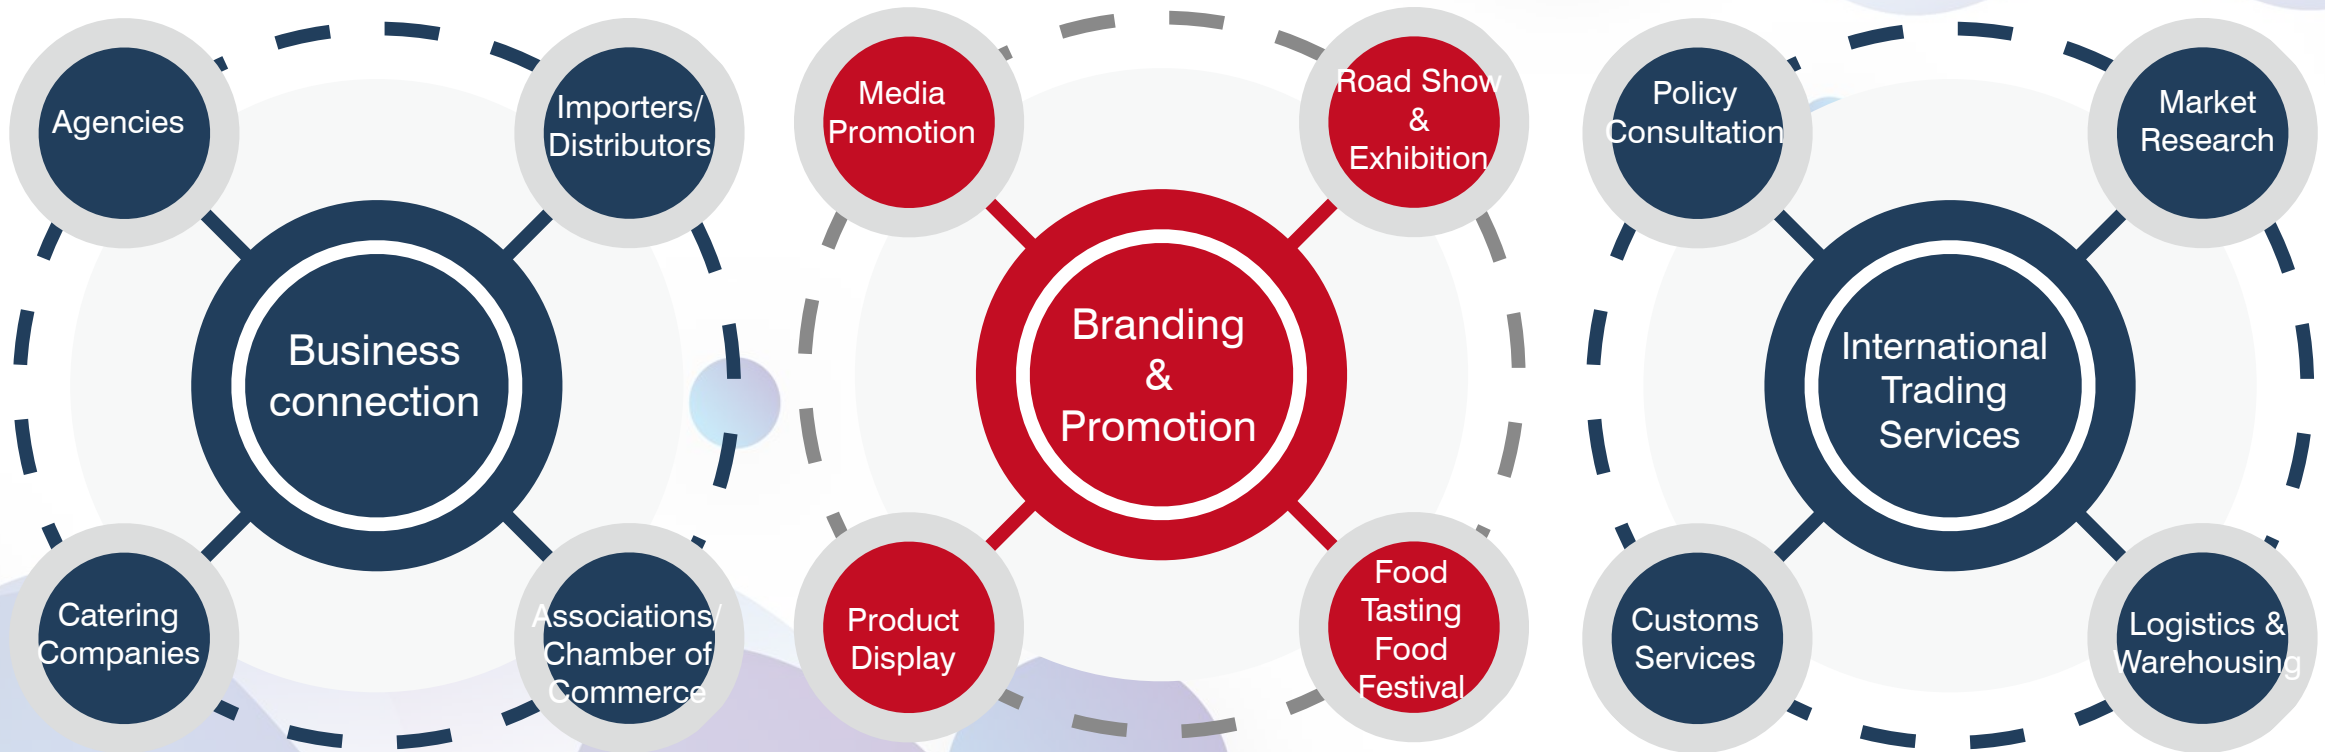 Agencies
Importers/
Distributors
Business
connection
Catering
Companies
Associations/
Chamber of
Commerce
Media
Promotion
Road Show
&
Exhibition
Branding
&
Promotion
Product
Display
Food
Tasting
Food
Festival
Policy
Consultation
Market
Research
International
Trading
Services
Customs
Services
Logistics &
Warehousing